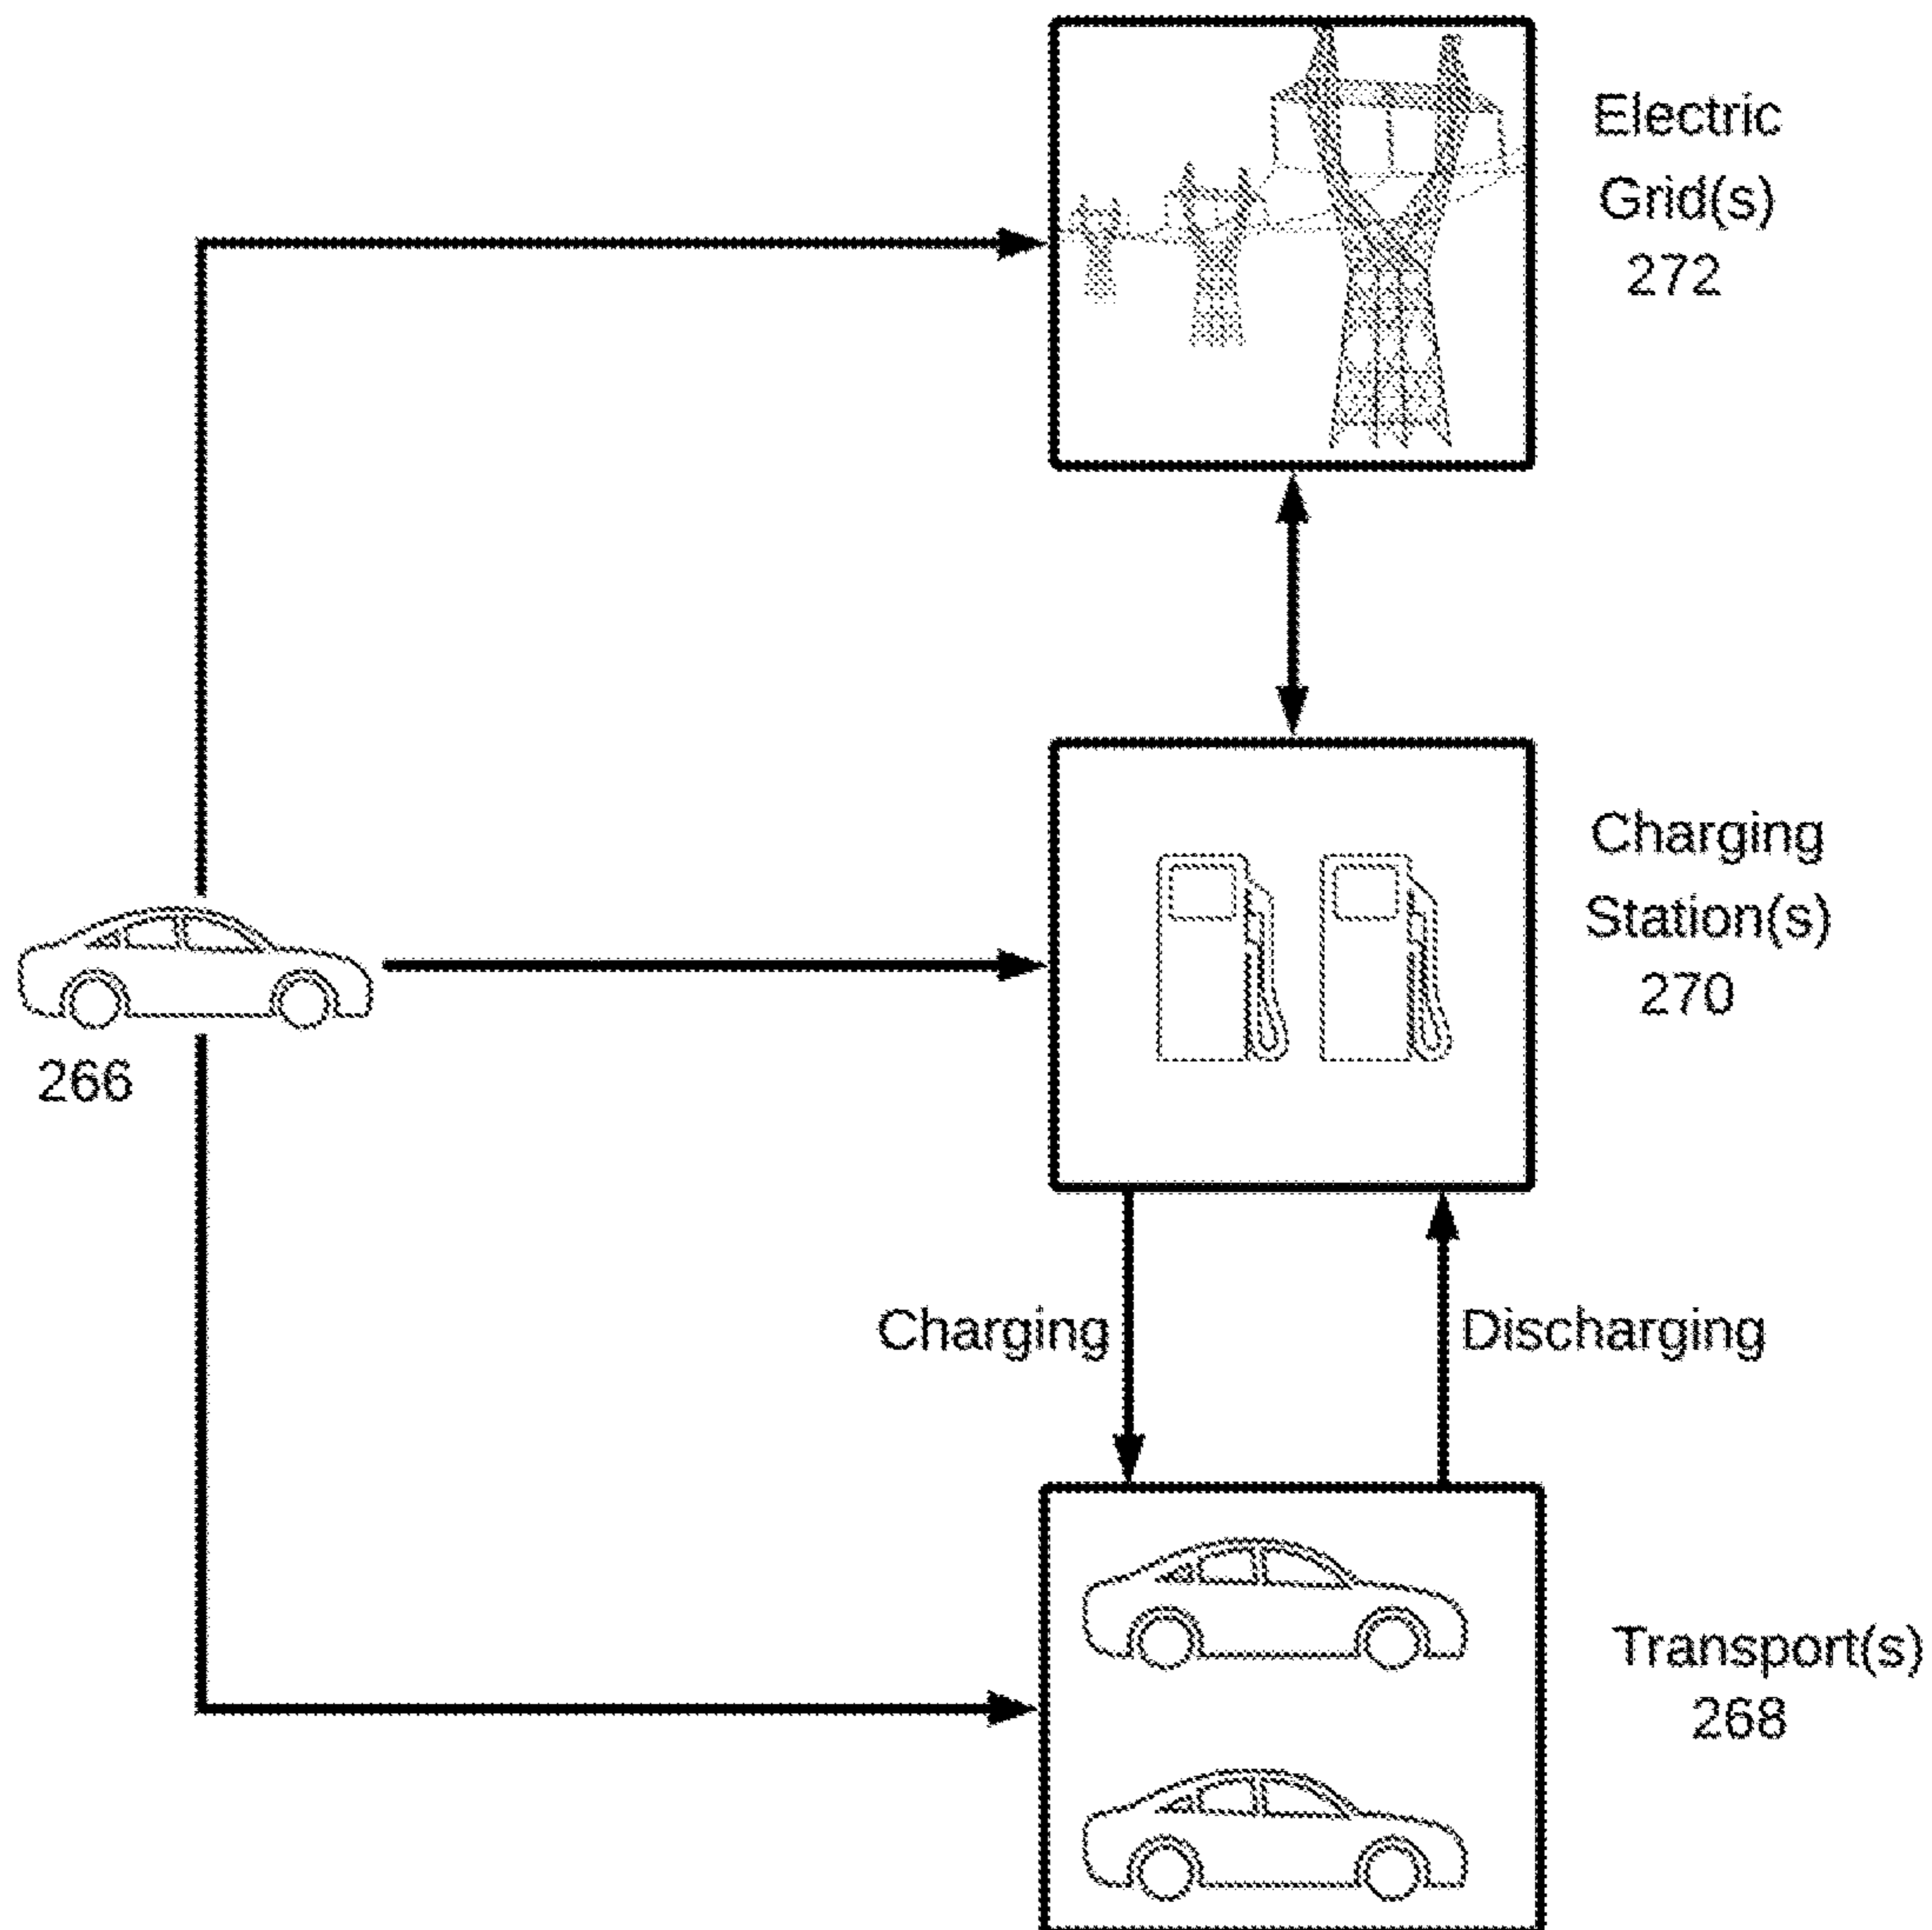 Electric
Grid(s)
272
Charging
Station(s)
270
266
Charging
Discharging
Transport(s)
268